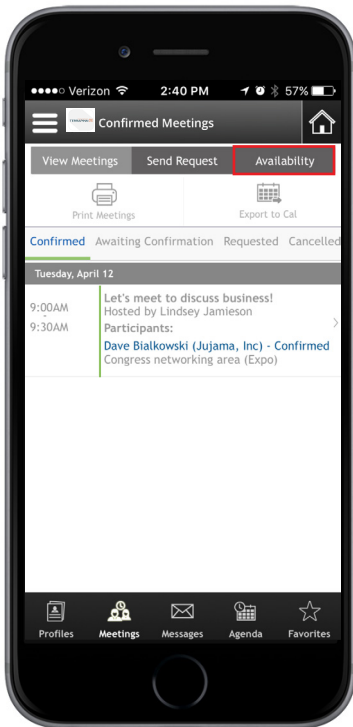 Verizon 2:40 PM 57%
Confirmed Meetings
View Meetings Send Request Availability
Print Meetings Export to Cal
Confirmed Awaiting Confirmation Requested Cancelled
Tuesday, April 12
9:00AM
-
9:30AM
Let's meet to discuss business!
Hosted by Lindsey Jamieson
Participants:
Dave Bialkowski (Jujama, Inc) - Confirmed
Congress networking area (Expo)
Profiles Meetings Messages Agenda Favorites